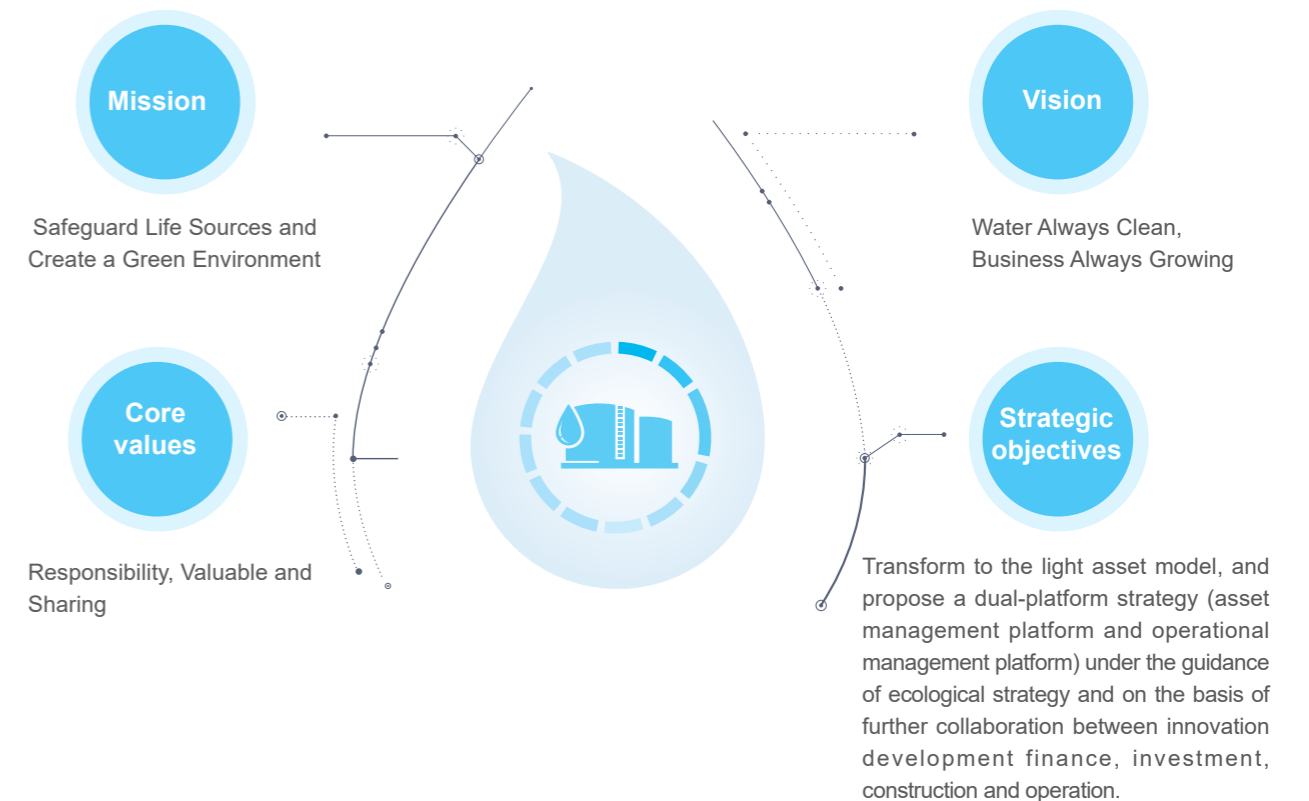 Mission
Safeguard Life Sources and
Create a Green Environment
Vision
Water Always Clean,
Business Always Growing
Core
values
Responsibility, Valuable and
Sharing
Strategic
objectives
Transform to the light asset model, and
propose a dual-platform strategy (asset
management platform and operational
management platform) under the guidance
of ecological strategy and on the basis of
further collaboration between innovation
development finance, investment,
construction and operation.